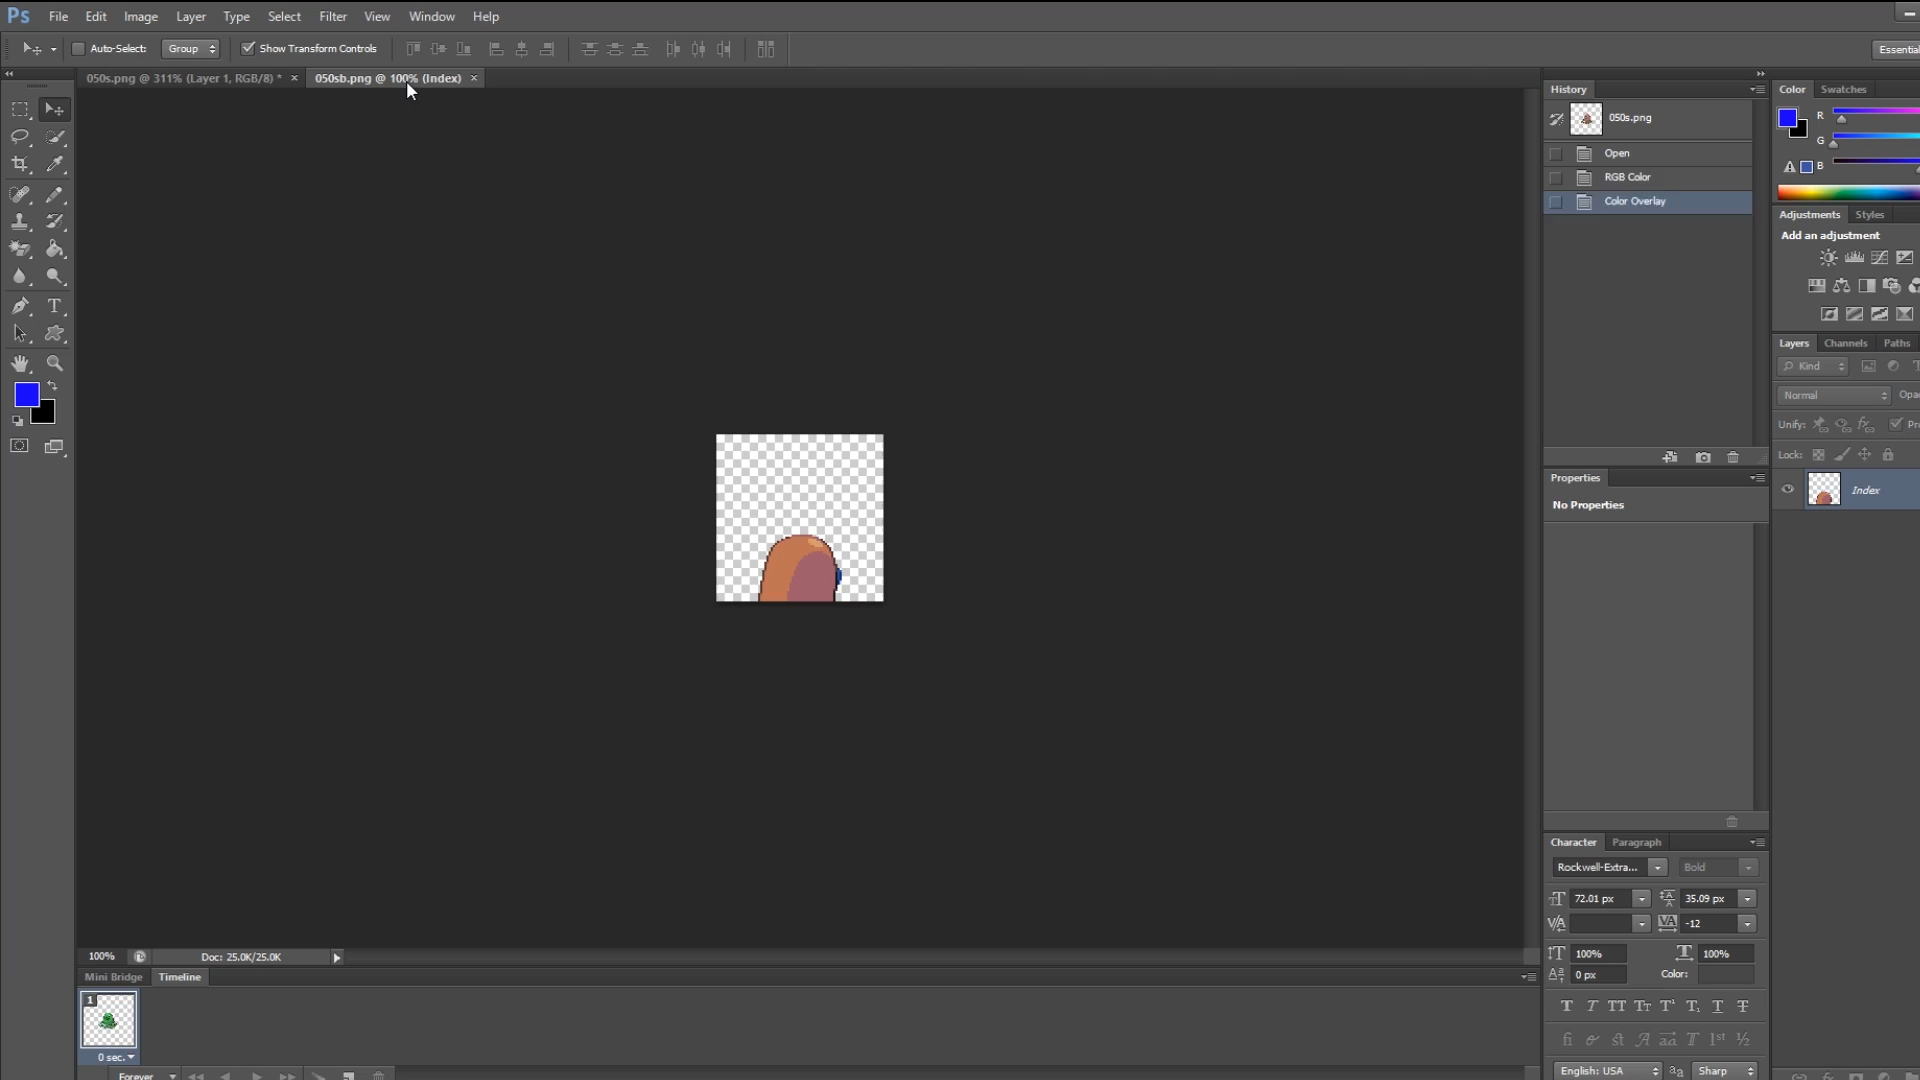 Ps File Edit Image Layer Type Select Filter View Window Help
Auto-Select: Group Show Transform Controls
Essential
050s.png @ 311% (Layer 1, RGB/8) * × 050sb.png @ 100% (Index) ×
History
050s.png
Open
RGB Color
Color Overlay
Color Swatches
R
G
B
Adjustments Styles
Add an adjustment
Layers Channels Paths
Kind
Normal
Unify:
Lock:
Index
Properties
No Properties
Character Paragraph
Rockwell-Extra... Bold
72.01 px 35.09 px
-12
100% 100%
0 px Color:
English: USA Sharp
100% Doc: 25.0K/25.0K
Mini Bridge Timeline
1
0 sec.
Forever